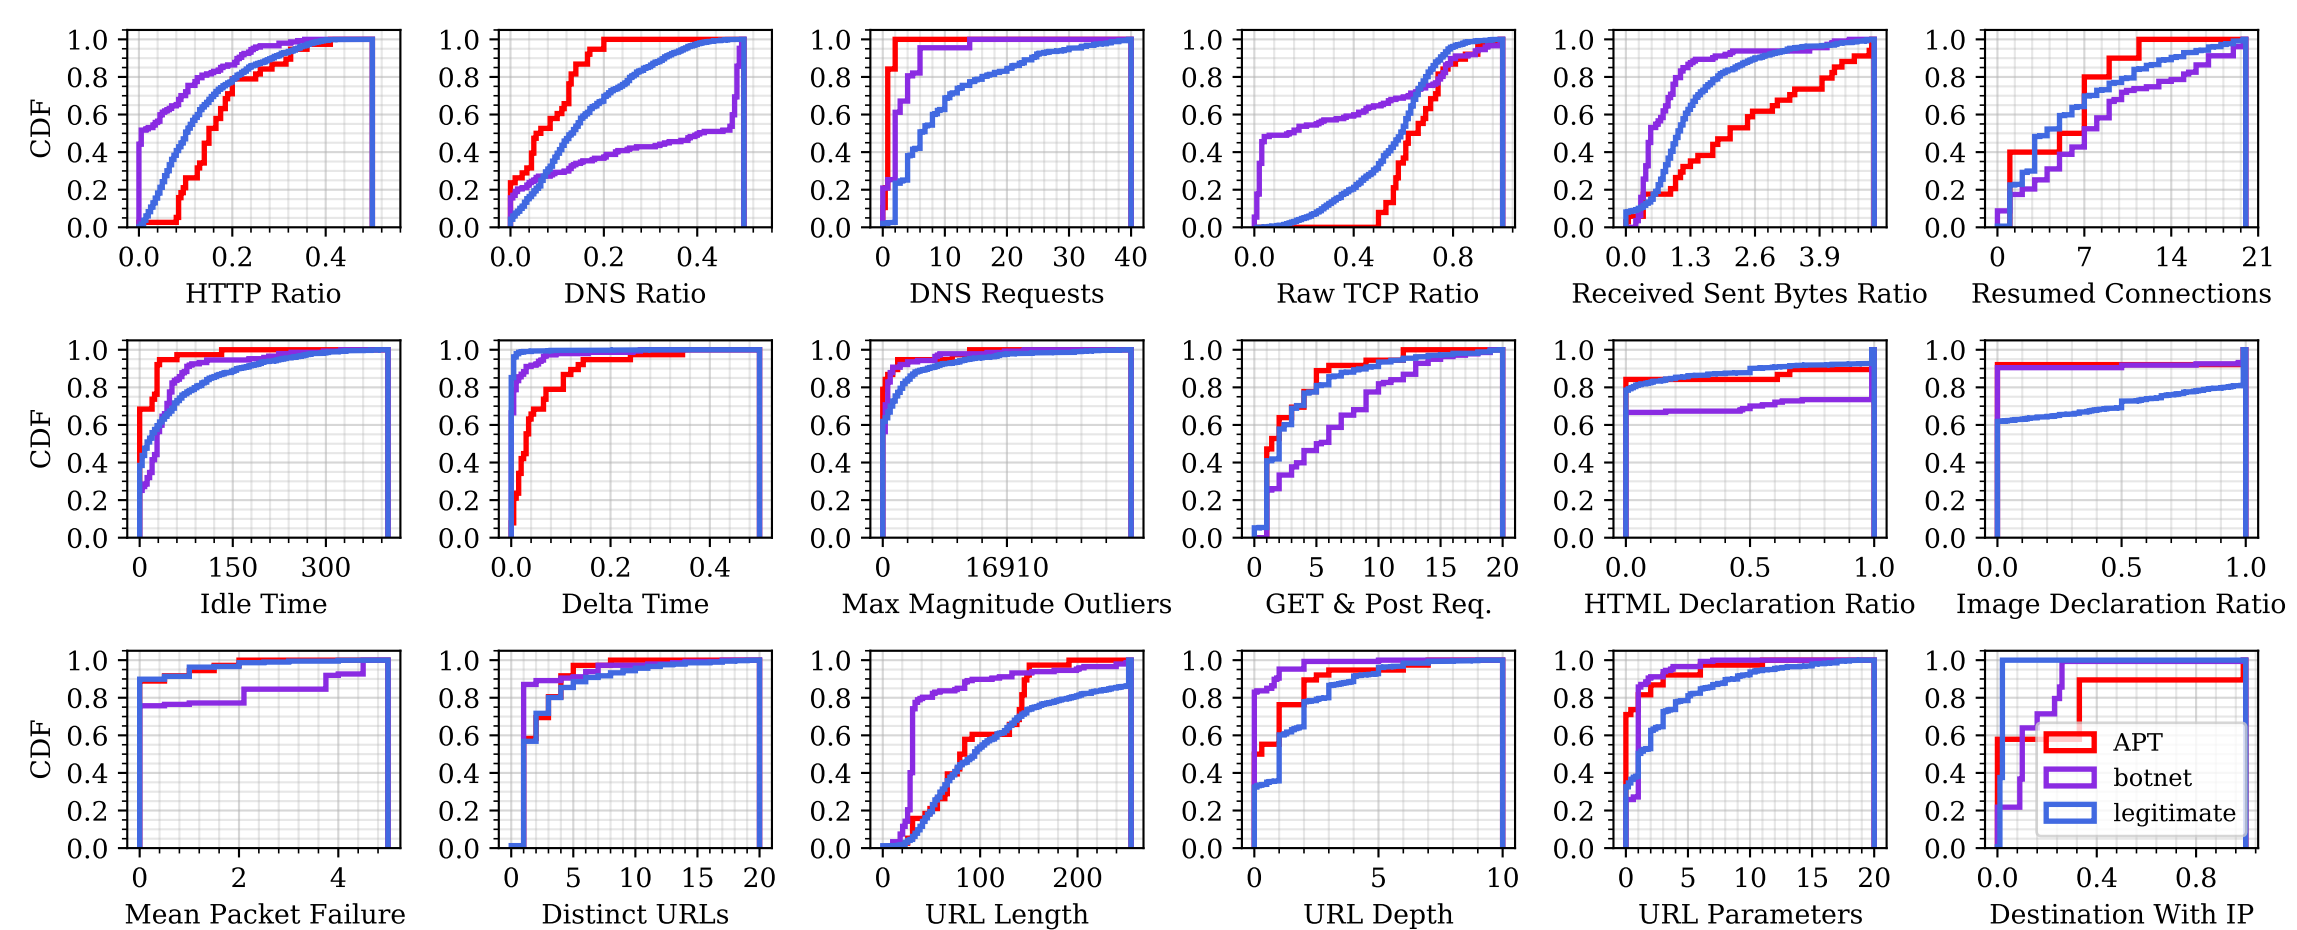 CDF
1.0
0.8
0.6
0.4
0.2
0.0
0.0 0.2 0.4
HTTP Ratio
1.0
0.8
0.6
0.4
0.2
0.0
0.0 0.2 0.4
DNS Ratio
1.0
0.8
0.6
0.4
0.2
0.0
0 10 20 30 40
DNS Requests
1.0
0.8
0.6
0.4
0.2
0.0
0.0 0.4 0.8
Raw TCP Ratio
1.0
0.8
0.6
0.4
0.2
0.0
0.0 1.3 2.6 3.9
Received Sent Bytes Ratio
1.0
0.8
0.6
0.4
0.2
0.0
0 7 14 21
Resumed Connections
CDF
1.0
0.8
0.6
0.4
0.2
0.0
0 150 300
Idle Time
1.0
0.8
0.6
0.4
0.2
0.0
0.0 0.2 0.4
Delta Time
1.0
0.8
0.6
0.4
0.2
0.0
0 16910
Max Magnitude Outliers
1.0
0.8
0.6
0.4
0.2
0.0
0 5 10 15 20
GET & Post Req.
1.0
0.8
0.6
0.4
0.2
0.0
0.0 0.5 1.0
HTML Declaration Ratio
1.0
0.8
0.6
0.4
0.2
0.0
0.0 0.5 1.0
Image Declaration Ratio
CDF
1.0
0.8
0.6
0.4
0.2
0.0
0 2 4
Mean Packet Failure
1.0
0.8
0.6
0.4
0.2
0.0
0 5 10 15 20
Distinct URLs
1.0
0.8
0.6
0.4
0.2
0.0
0 100 200
URL Length
1.0
0.8
0.6
0.4
0.2
0.0
0 5 10
URL Depth
1.0
0.8
0.6
0.4
0.2
0.0
0 5 10 15 20
URL Parameters
1.0
0.8
0.6
0.4
0.2
0.0
APT
botnet
legitimate
0.0 0.4 0.8
Destination With IP